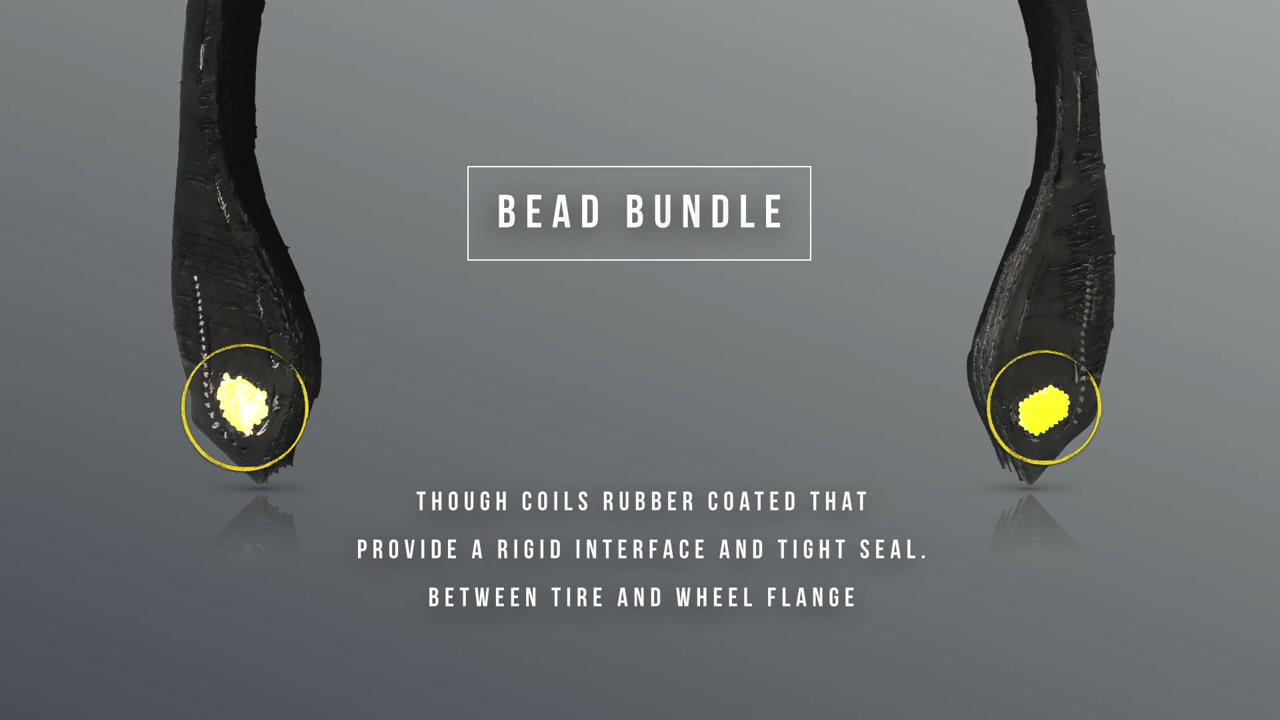 BEAD BUNDLE
THOUGH COILS RUBBER COATED THAT
PROVIDE A RIGID INTERFACE AND TIGHT SEAL.
BETWEEN TIRE AND WHEEL FLANGE